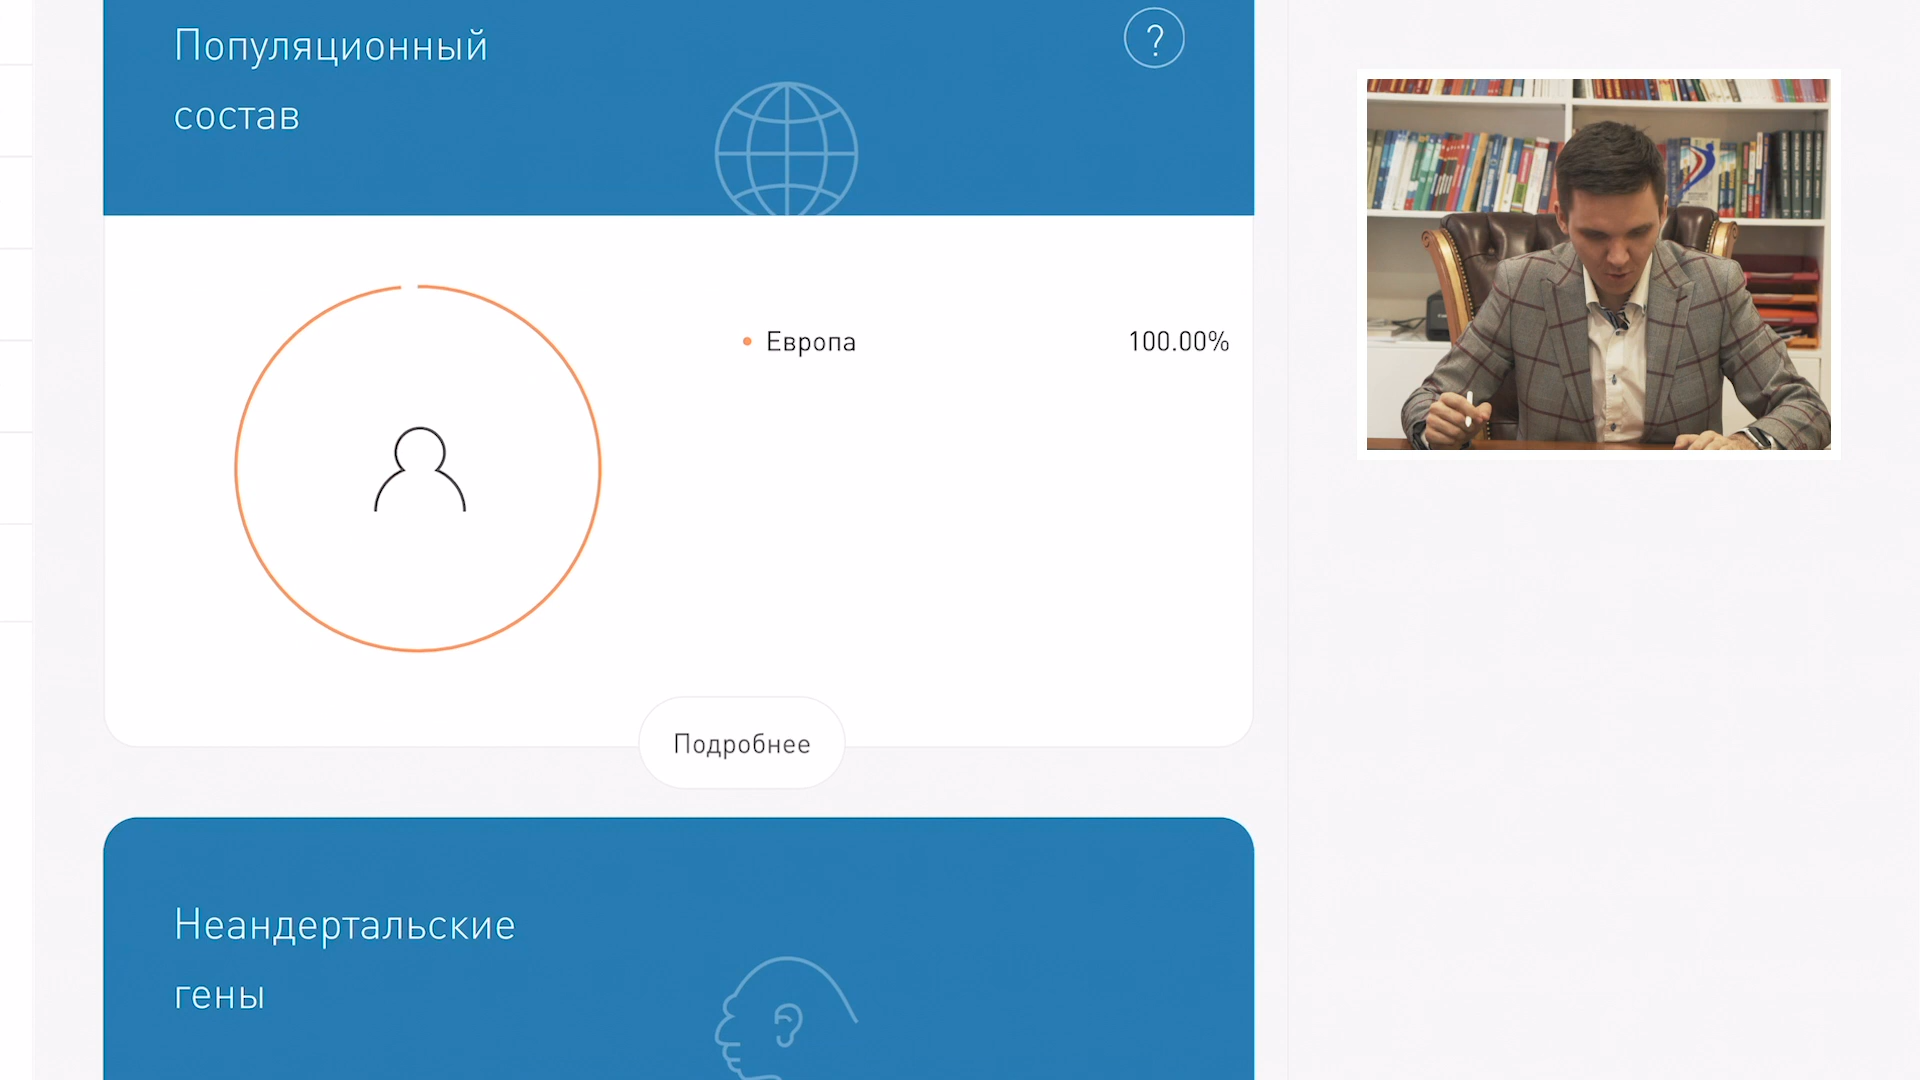 Популяционный
состав
?
Европа 100.00%
Подробнее
Неандертальские
гены